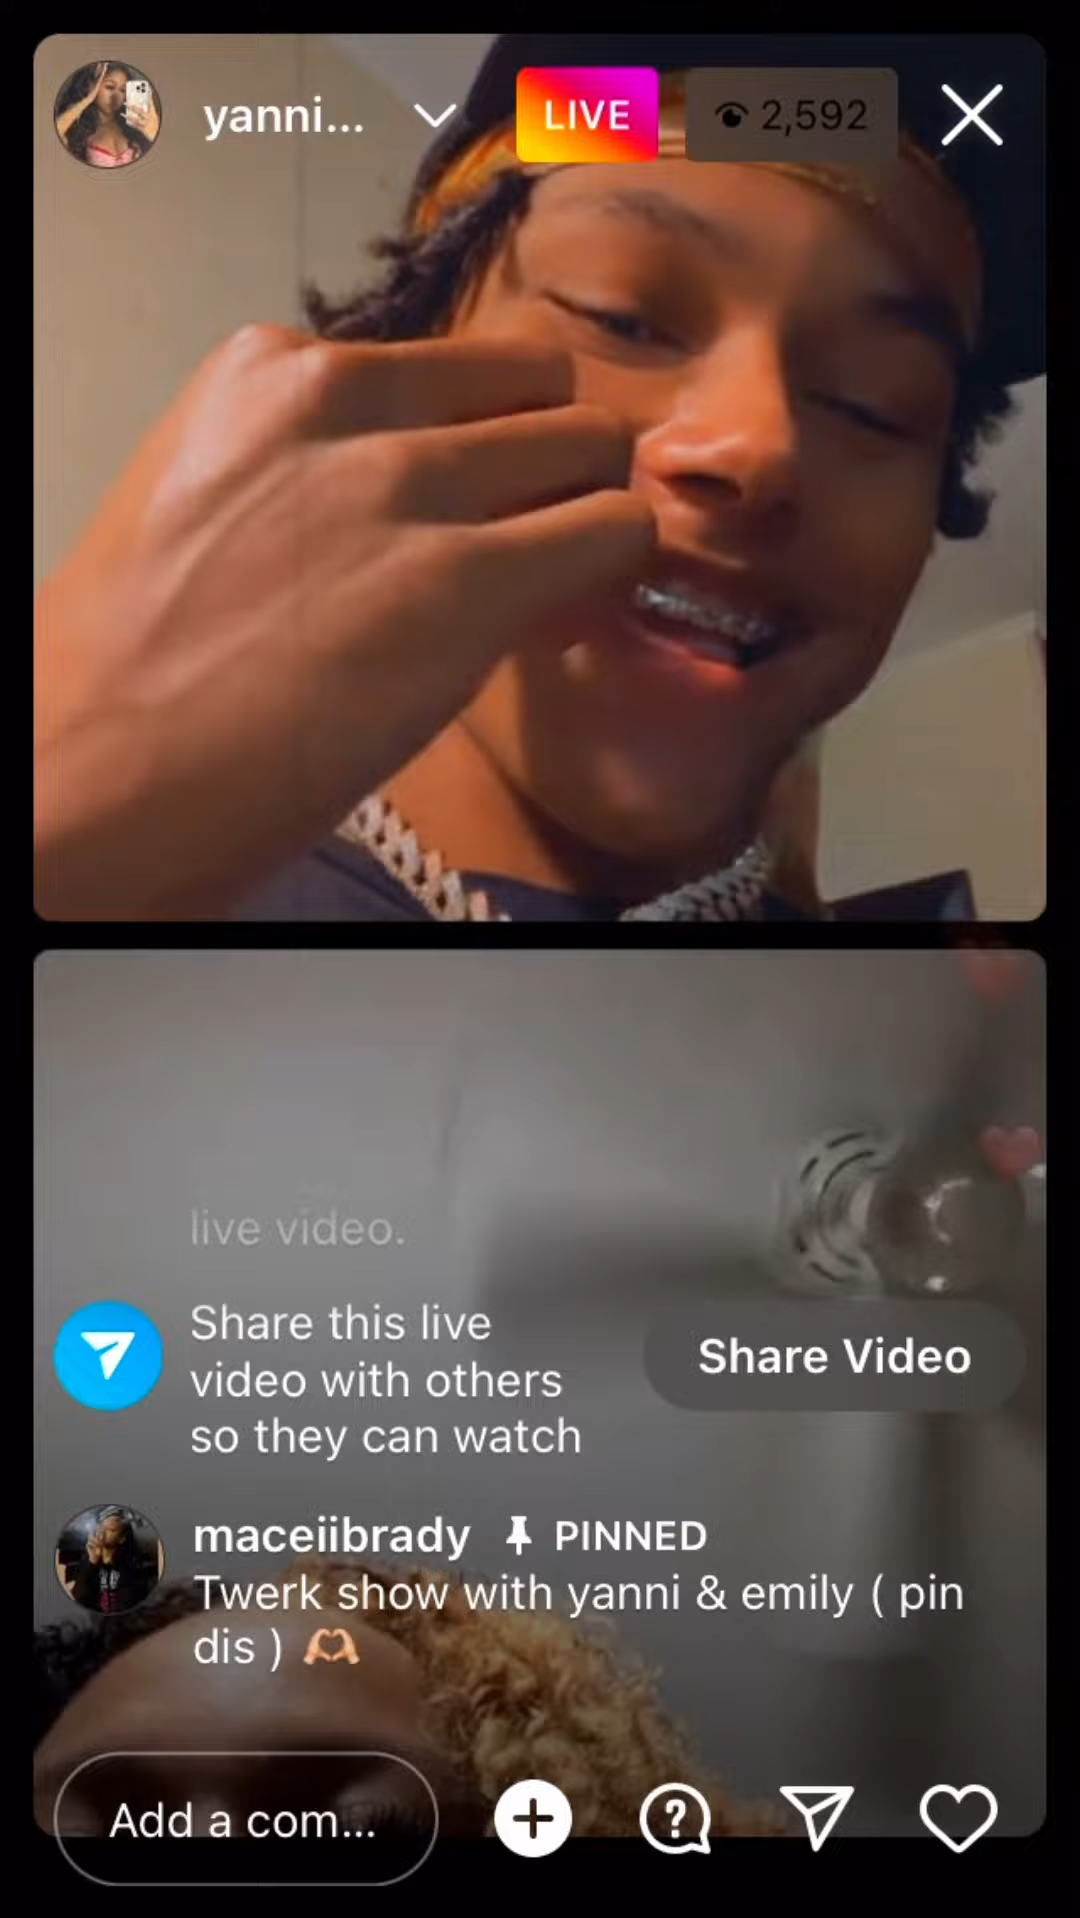 yanni...
LIVE
2,592
live video.
Share this live
video with others
so they can watch
Share Video
maceiibrady PINNED
Twerk show with yanni & emily ( pin
dis ) 🫶🏼
Add a com...